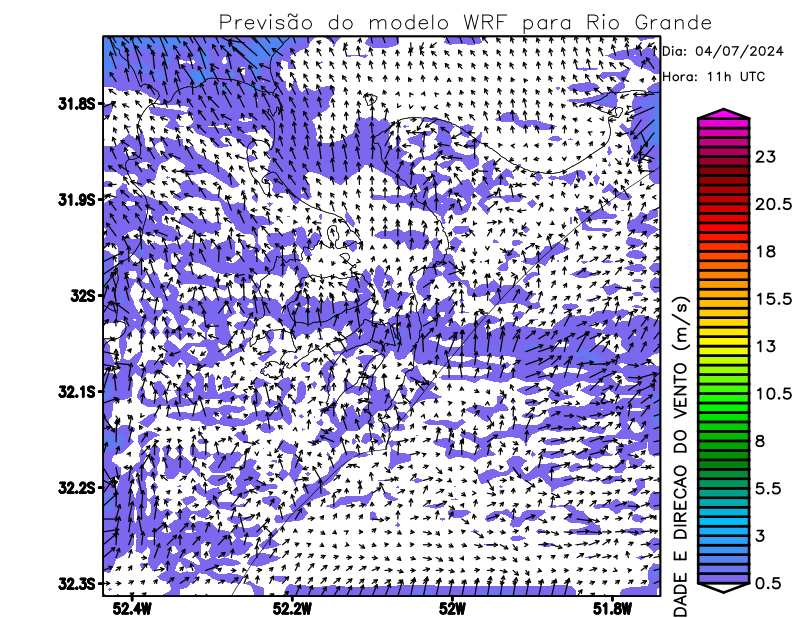 Previsão do modelo WRF para Rio Grande
Dia: 04/07/2024
Hora: 11h UTC
31.8S
31.9S
32S
32.1S
32.2S
32.3S
52.4W
52.2W
52W
51.8W
DADE E DIRECAO DO VENTO (m/s)
23
20.5
18
15.5
13
10.5
8
5.5
3
0.5